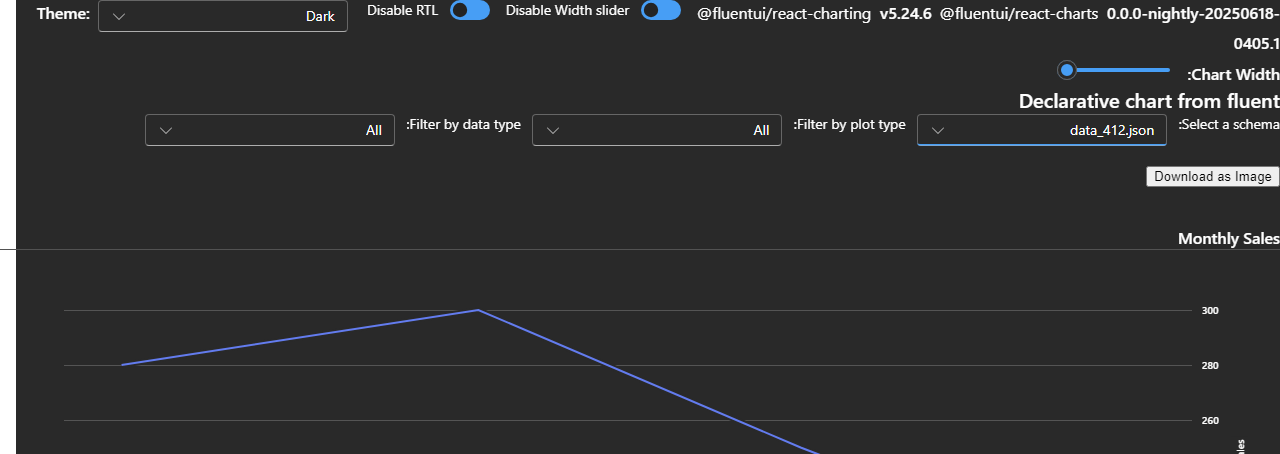 Theme: Dark Disable RTL Disable Width slider @fluentui/react-charting v5.24.6 @fluentui/react-charts 0.0.0-nightly-20250618-
0405.1
:Chart Width
Declarative chart from fluent
:Select a schema data_412.json :Filter by plot type All :Filter by data type All
Download as Image
Monthly Sales
300
280
260